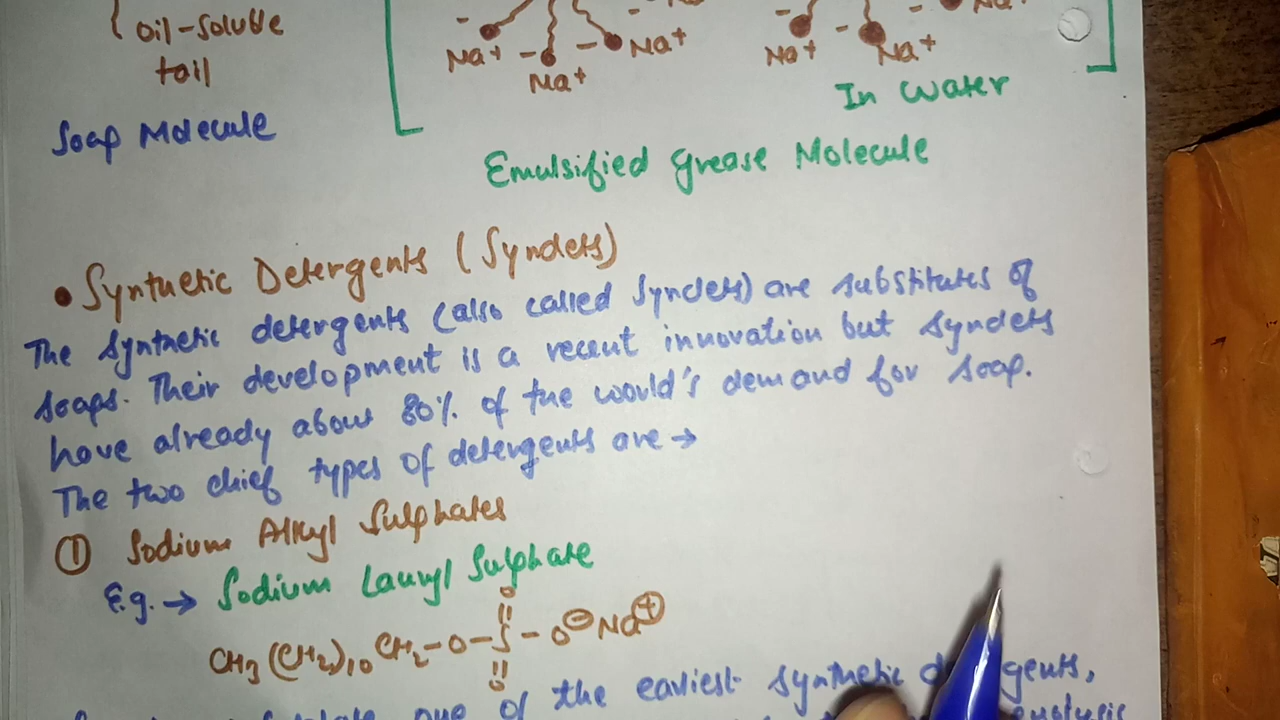 oil-soluble
tail
Soap Molecule
Na+
Na+
Na+
Na+
Na+
In Water
Emulsified Grease Molecule
• Synthetic Detergents (Syndets)
The synthetic detergents (also called Syndets) are substitutes of
soaps. Their development is a recent innovation but syndets
have already about 80% of the would's demand for soap.
The two chief types of detergents are →
① Sodium Alkyl Sulphates
E.g. → Sodium Lauryl Sulphate
O
CH3(CH2)10CH2-O-S-O⊖Na⊕
O
one of the earliest synthetic